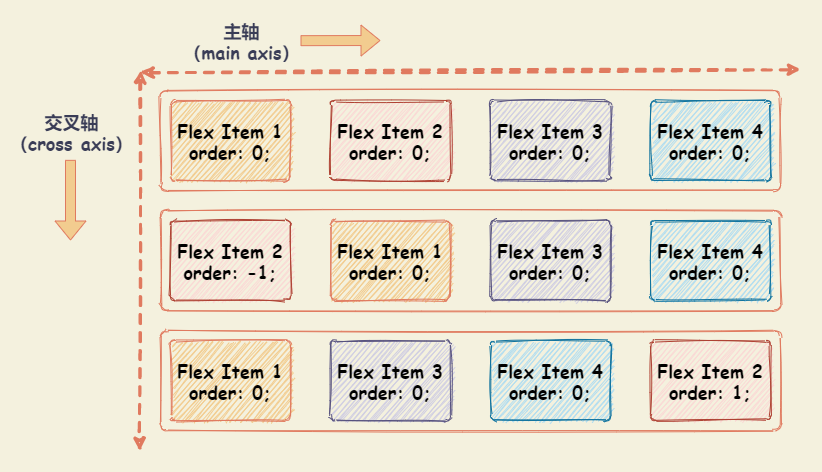 主轴
(main axis)
交叉轴
(cross axis)
Flex Item 1
order: 0;
Flex Item 2
order: 0;
Flex Item 3
order: 0;
Flex Item 4
order: 0;
Flex Item 2
order: -1;
Flex Item 1
order: 0;
Flex Item 3
order: 0;
Flex Item 4
order: 0;
Flex Item 1
order: 0;
Flex Item 3
order: 0;
Flex Item 4
order: 0;
Flex Item 2
order: 1;